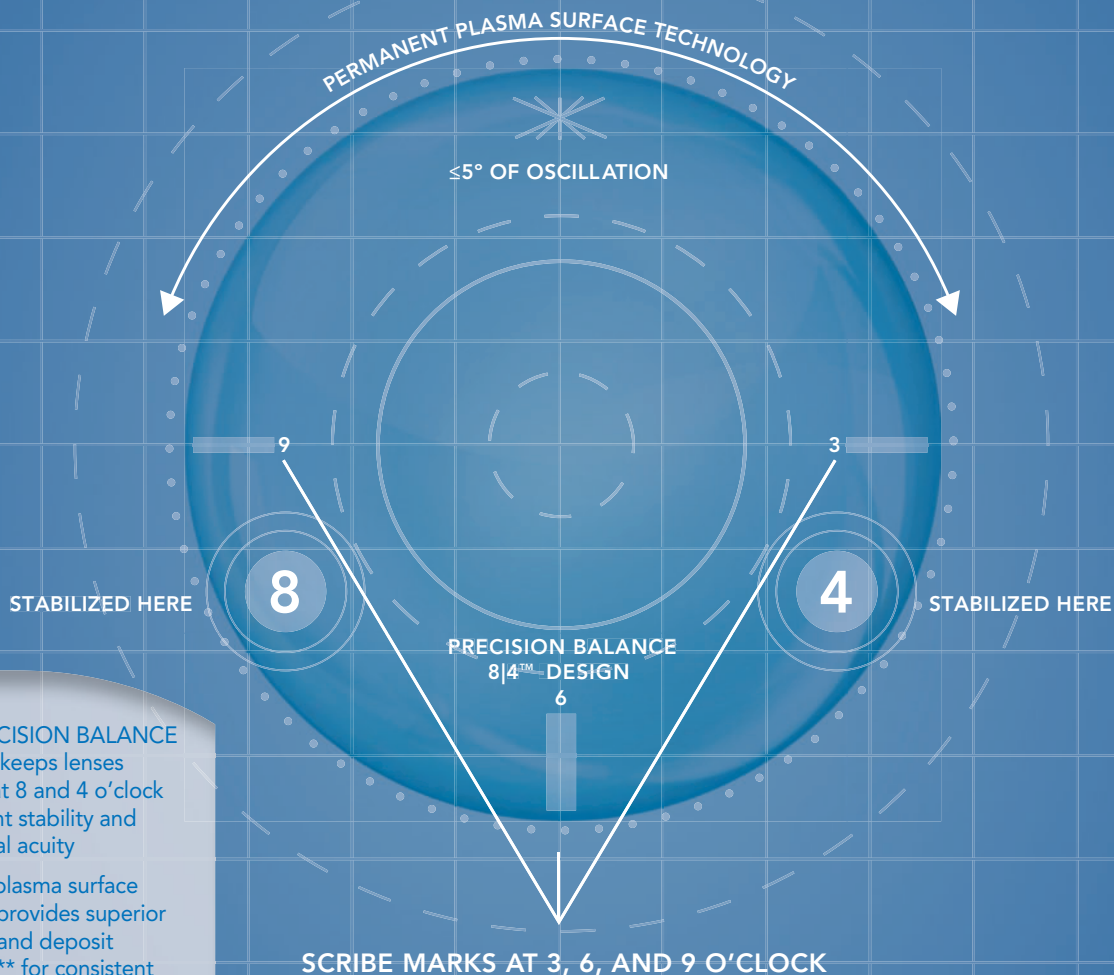 PERMANENT PLASMA SURFACE TECHNOLOGY
≤5° OF OSCILLATION
9
3
8
4
STABILIZED HERE
STABILIZED HERE
PRECISION BALANCE
8|4™ DESIGN
6
CISION BALANCE
keeps lenses
at 8 and 4 o’clock
nt stability and
al acuity
plasma surface
provides superior
and deposit
** for consistent
SCRIBE MARKS AT 3, 6, AND 9 O’CLOCK